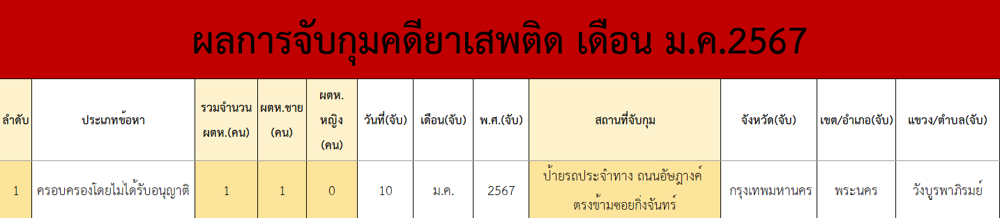 ผลการจับกุมคดียาเสพติด เดือน ม.ค.2567
ลำดับ
ประเภทข้อหา
รวมจำนวน
ผตห.(คน)
ผตห.ชาย
(คน)
ผตห.
หญิง
(คน)
วันที่(จับ)
เดือน(จับ)
พ.ศ.(จับ)
สถานที่จับกุม
จังหวัด(จับ)
เขต/อำเภอ(จับ)
แขวง/ตำบล(จับ)
1
ครอบครองโดยไม่ได้รับอนุญาติ
1
1
0
10
ม.ค.
2567
ป้ายรถประจำทาง ถนนอัษฎางค์
ตรงข้ามซอยกิ่งจันทร์
กรุงเทพมหานคร
พระนคร
วังบูรพาภิรมย์